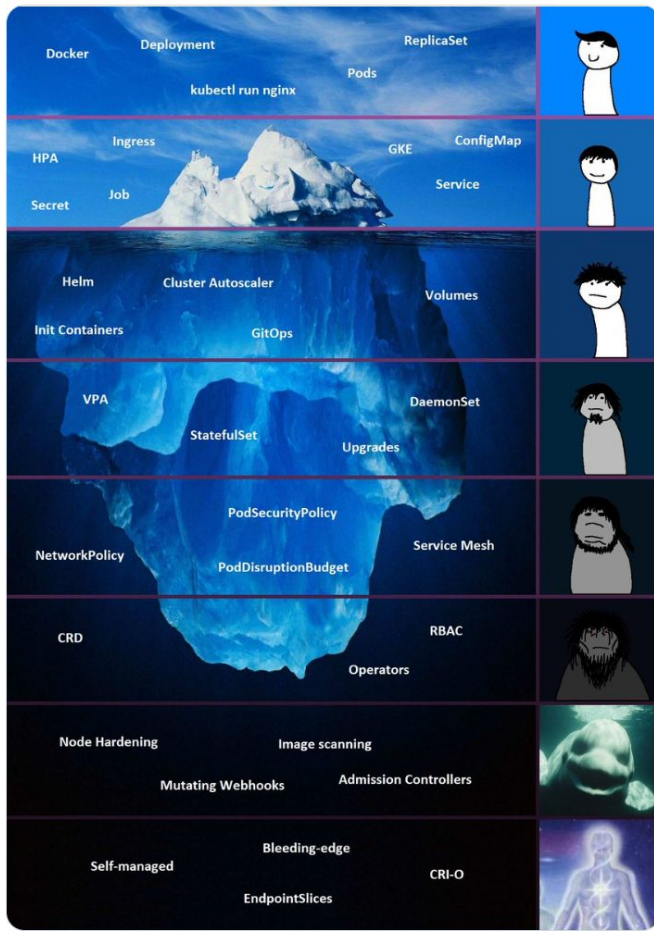 Docker
Deployment
ReplicaSet
kubectl run nginx
Pods
HPA
Ingress
GKE
ConfigMap
Secret
Job
Service
Helm
Cluster Autoscaler
Volumes
Init Containers
GitOps
VPA
DaemonSet
StatefulSet
Upgrades
PodSecurityPolicy
NetworkPolicy
Service Mesh
PodDisruptionBudget
CRD
RBAC
Operators
Node Hardening
Image scanning
Mutating Webhooks
Admission Controllers
Self-managed
Bleeding-edge
CRI-O
EndpointSlices